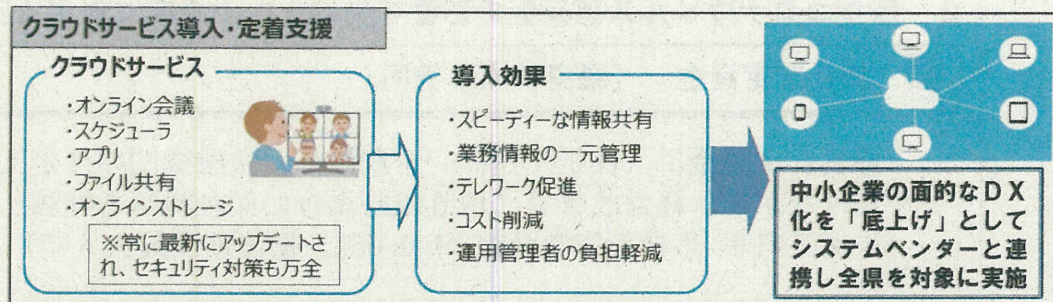 クラウドサービス導入・定着支援
クラウドサービス
・オンライン会議
・スケジューラ
・アプリ
・ファイル共有
・オンラインストレージ
※常に最新にアップデートさ
れ、セキュリティ対策も万全
導入効果
・スピーディーな情報共有
・業務情報の一元管理
・テレワーク促進
・コスト削減
・運用管理者の負担軽減
中小企業の面的なＤＸ
化を「底上げ」として
システムベンダーと連
携し全県を対象に実施